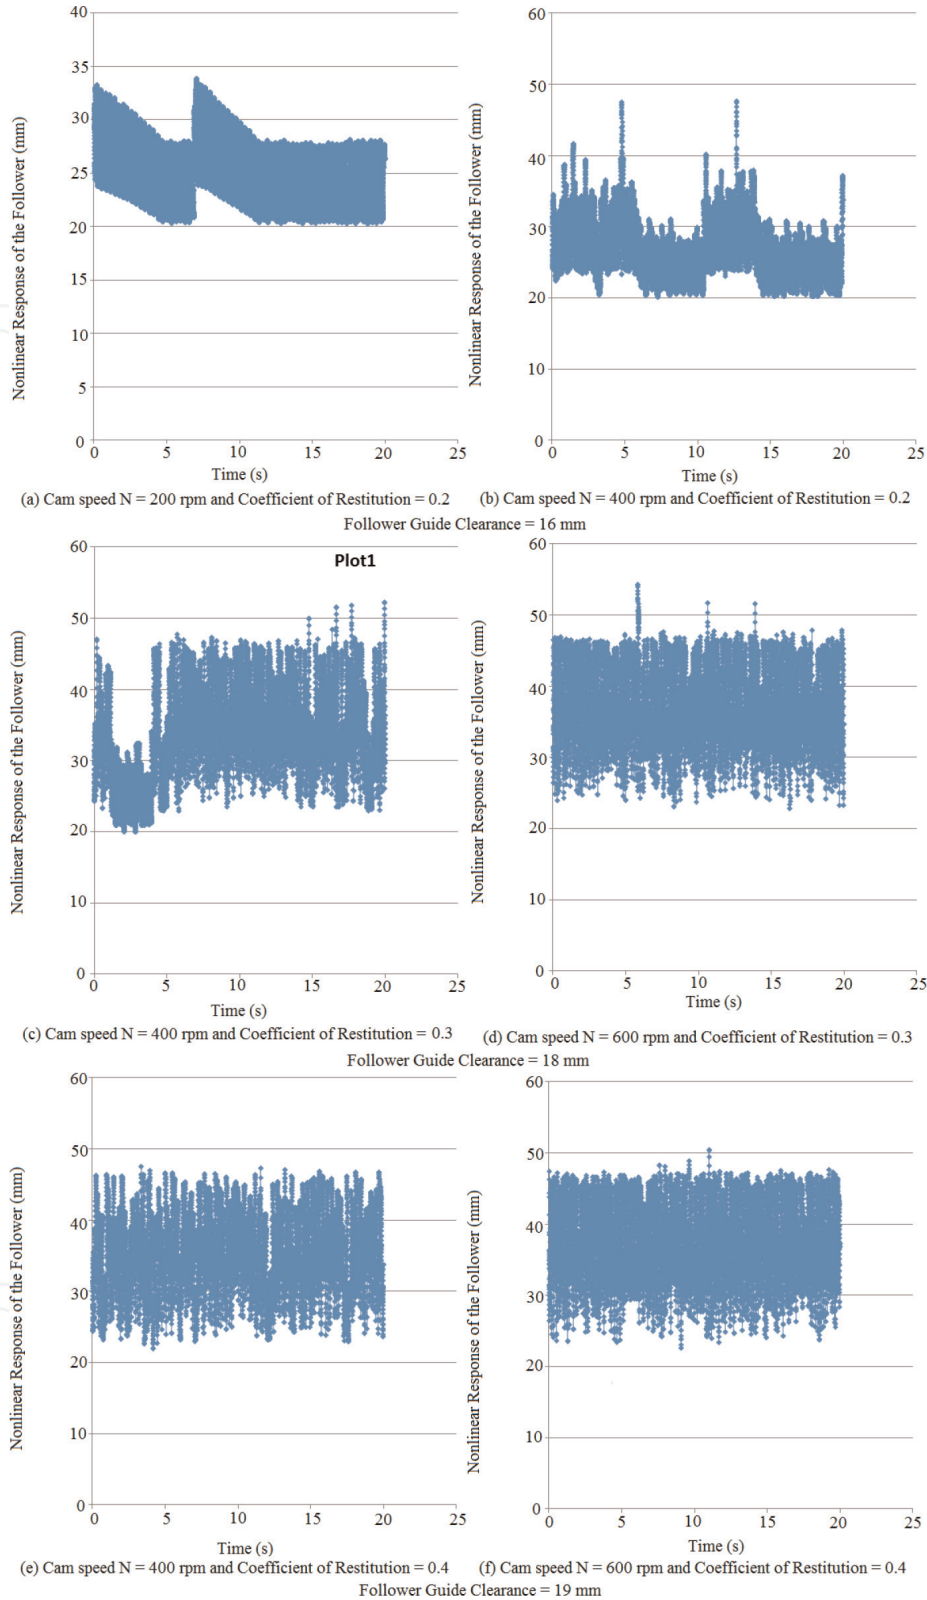 40
35
30
25
20
15
10
5
0
0 5 10 15 20 25
Nonlinear Response of the Follower (mm)
Time (s)
60
50
40
30
20
10
0
0 5 10 15 20 25
Nonlinear Response of the Follower (mm)
Time (s)
(a) Cam speed N = 200 rpm and Coefficient of Restitution = 0.2
(b) Cam speed N = 400 rpm and Coefficient of Restitution = 0.2
Follower Guide Clearance = 16 mm
Plot1
60
50
40
30
20
10
0
0 5 10 15 20 25
Nonlinear Response of the Follower (mm)
Time (s)
60
50
40
30
20
10
0
0 5 10 15 20 25
Nonlinear Response of the Follower (mm)
Time (s)
(c) Cam speed N = 400 rpm and Coefficient of Restitution = 0.3
(d) Cam speed N = 600 rpm and Coefficient of Restitution = 0.3
Follower Guide Clearance = 18 mm
60
50
40
30
20
10
0
0 5 10 15 20 25
Nonlinear Response of the Follower (mm)
Time (s)
60
50
40
30
20
10
0
0 5 10 15 20 25
Nonlinear Response of the Follower (mm)
Time (s)
(e) Cam speed N = 400 rpm and Coefficient of Restitution = 0.4
(f) Cam speed N = 600 rpm and Coefficient of Restitution = 0.4
Follower Guide Clearance = 19 mm